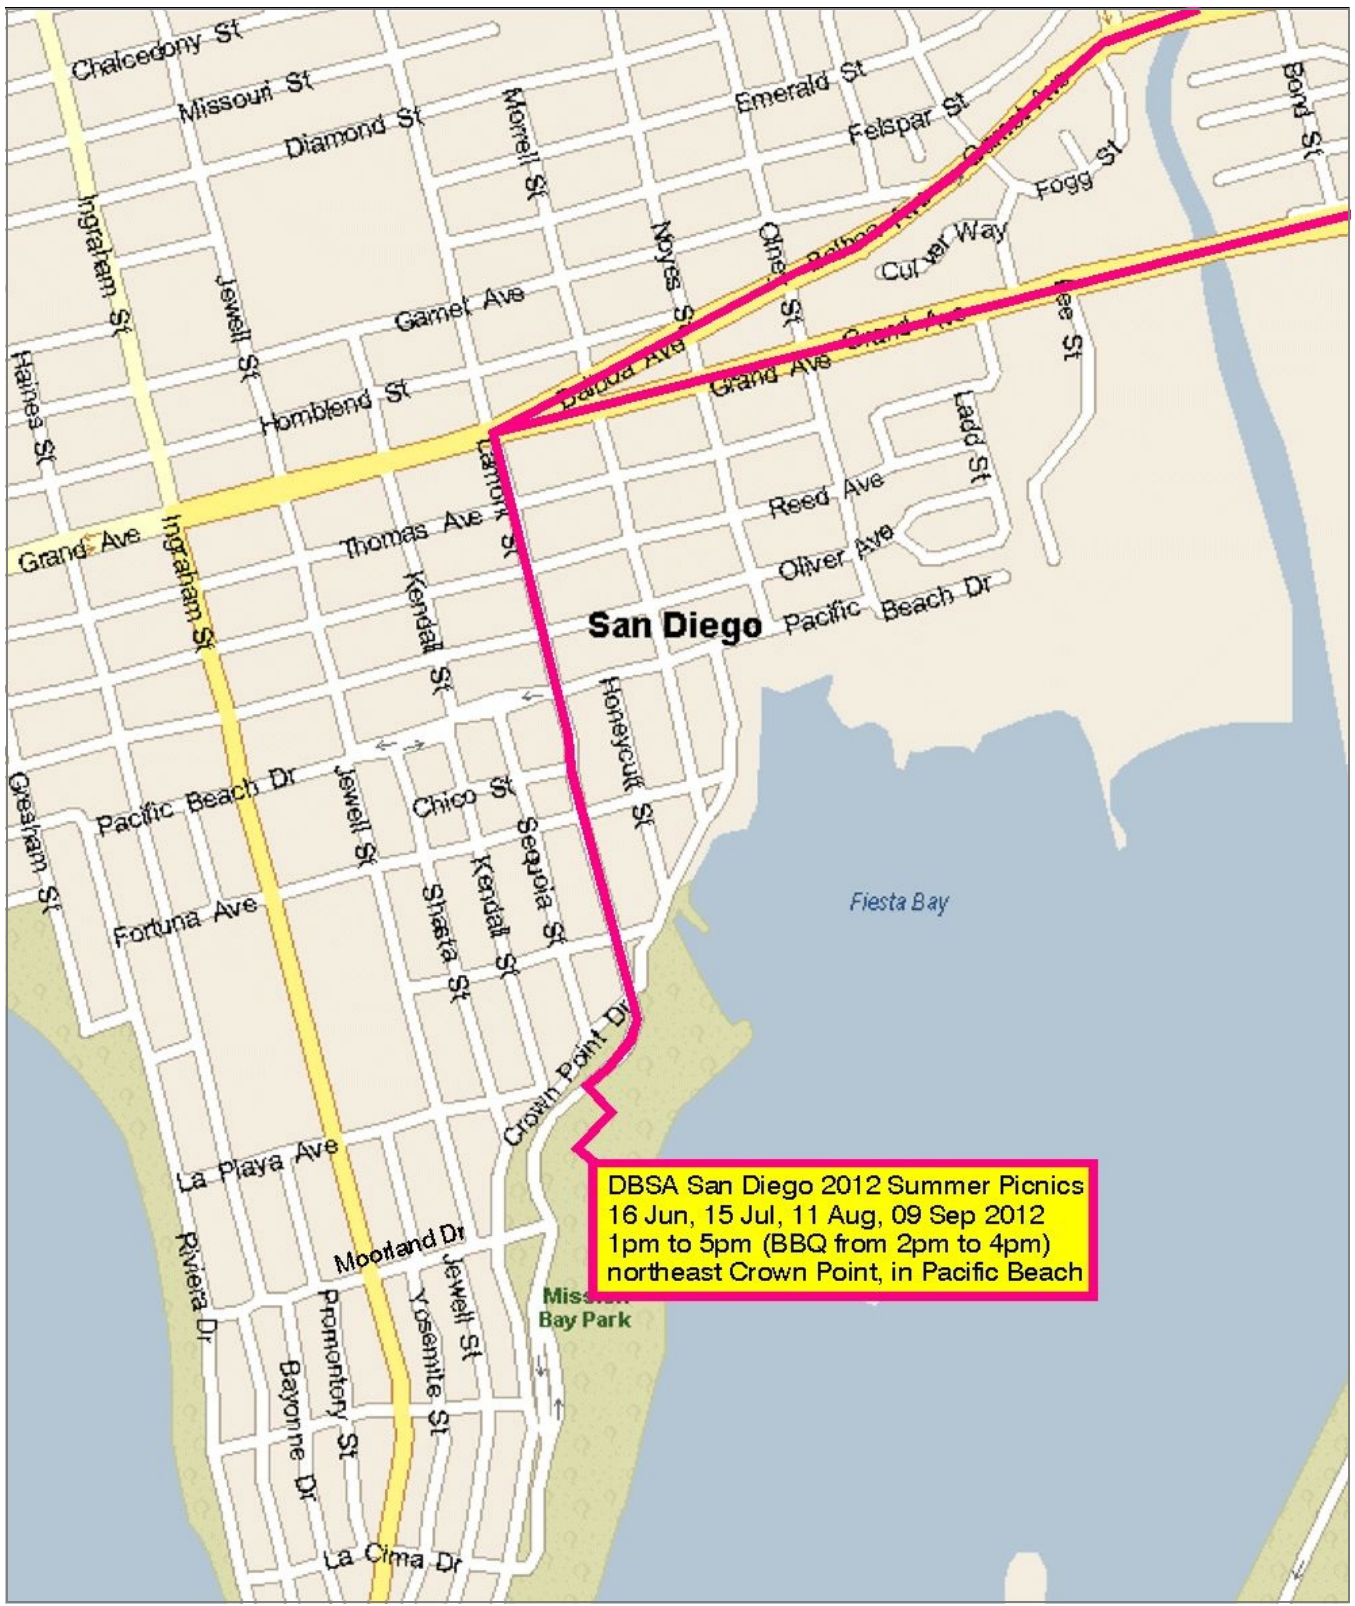 Chalcedony St
Missouri St
Diamond St
Morrell St
Emerald St
Felspar St
Garnet Ave
Bond St
Fogg St
Ingraham St
Jewell St
Noyes St
Olney St
Balboa Ave
Culver Way
Garnet Ave
Haines St
Hornblend St
Balboa Ave
Grand Ave
Grand Ave
Lee St
Ladd St
Lamont St
Reed Ave
Grand Ave
Ingraham St
Thomas Ave
Oliver Ave
Kendall St
San Diego
Pacific Beach Dr
Honeycutt St
Gresham St
Pacific Beach Dr
Jewell St
Chico St
Sequoia St
Kendall St
Shasta St
Fortuna Ave
Fiesta Bay
Crown Point Dr
La Playa Ave
DBSA San Diego 2012 Summer Picnics
16 Jun, 15 Jul, 11 Aug, 09 Sep 2012
1pm to 5pm (BBQ from 2pm to 4pm)
northeast Crown Point, in Pacific Beach
Riviera Dr
Moorland Dr
Jewell St
Yosemite St
Promontory St
Bayonne Dr
Mission
Bay Park
La Cima Dr